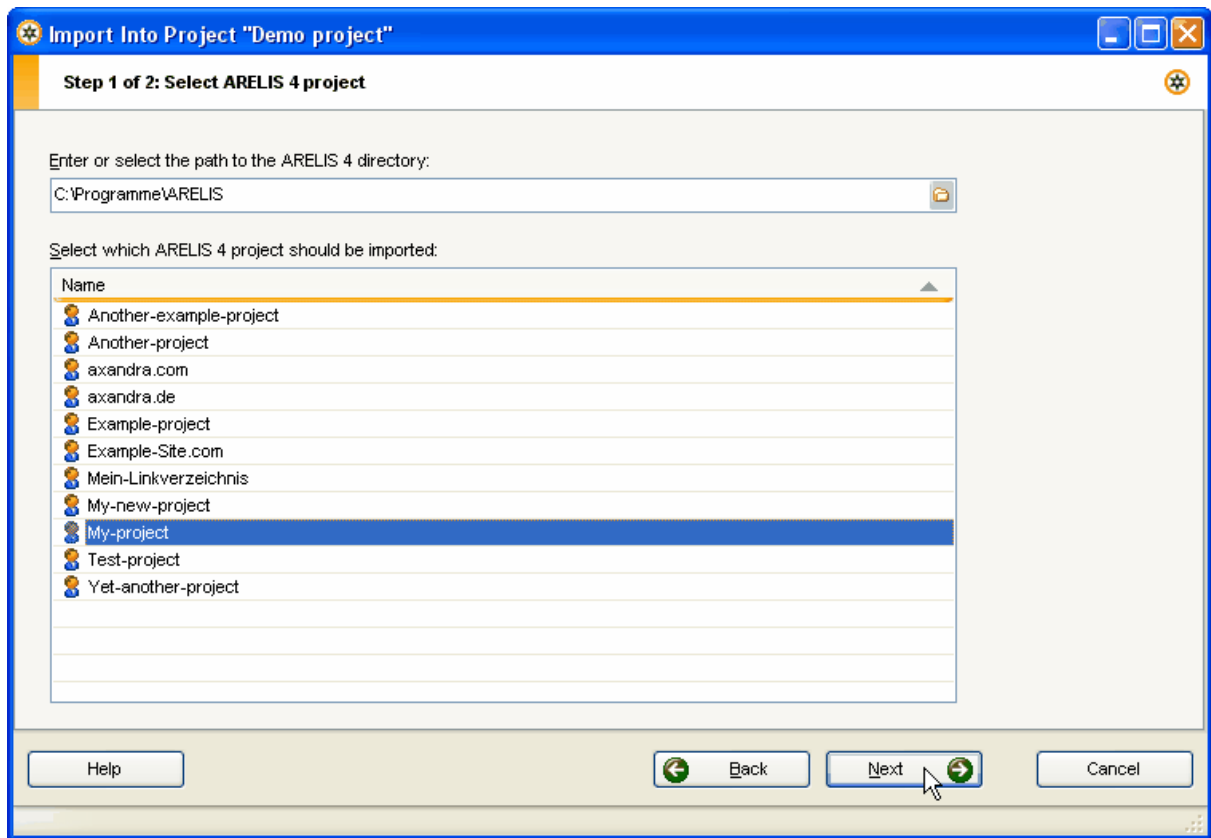 Import Into Project "Demo project"
Step 1 of 2: Select ARELIS 4 project
Enter or select the path to the ARELIS 4 directory:
C:\Programme\ARELIS
Select which ARELIS 4 project should be imported:
Name
Another-example-project
Another-project
axandra.com
axandra.de
Example-project
Example-Site.com
Mein-Linkverzeichnis
My-new-project
My-project
Test-project
Yet-another-project
Help
Back
Next
Cancel